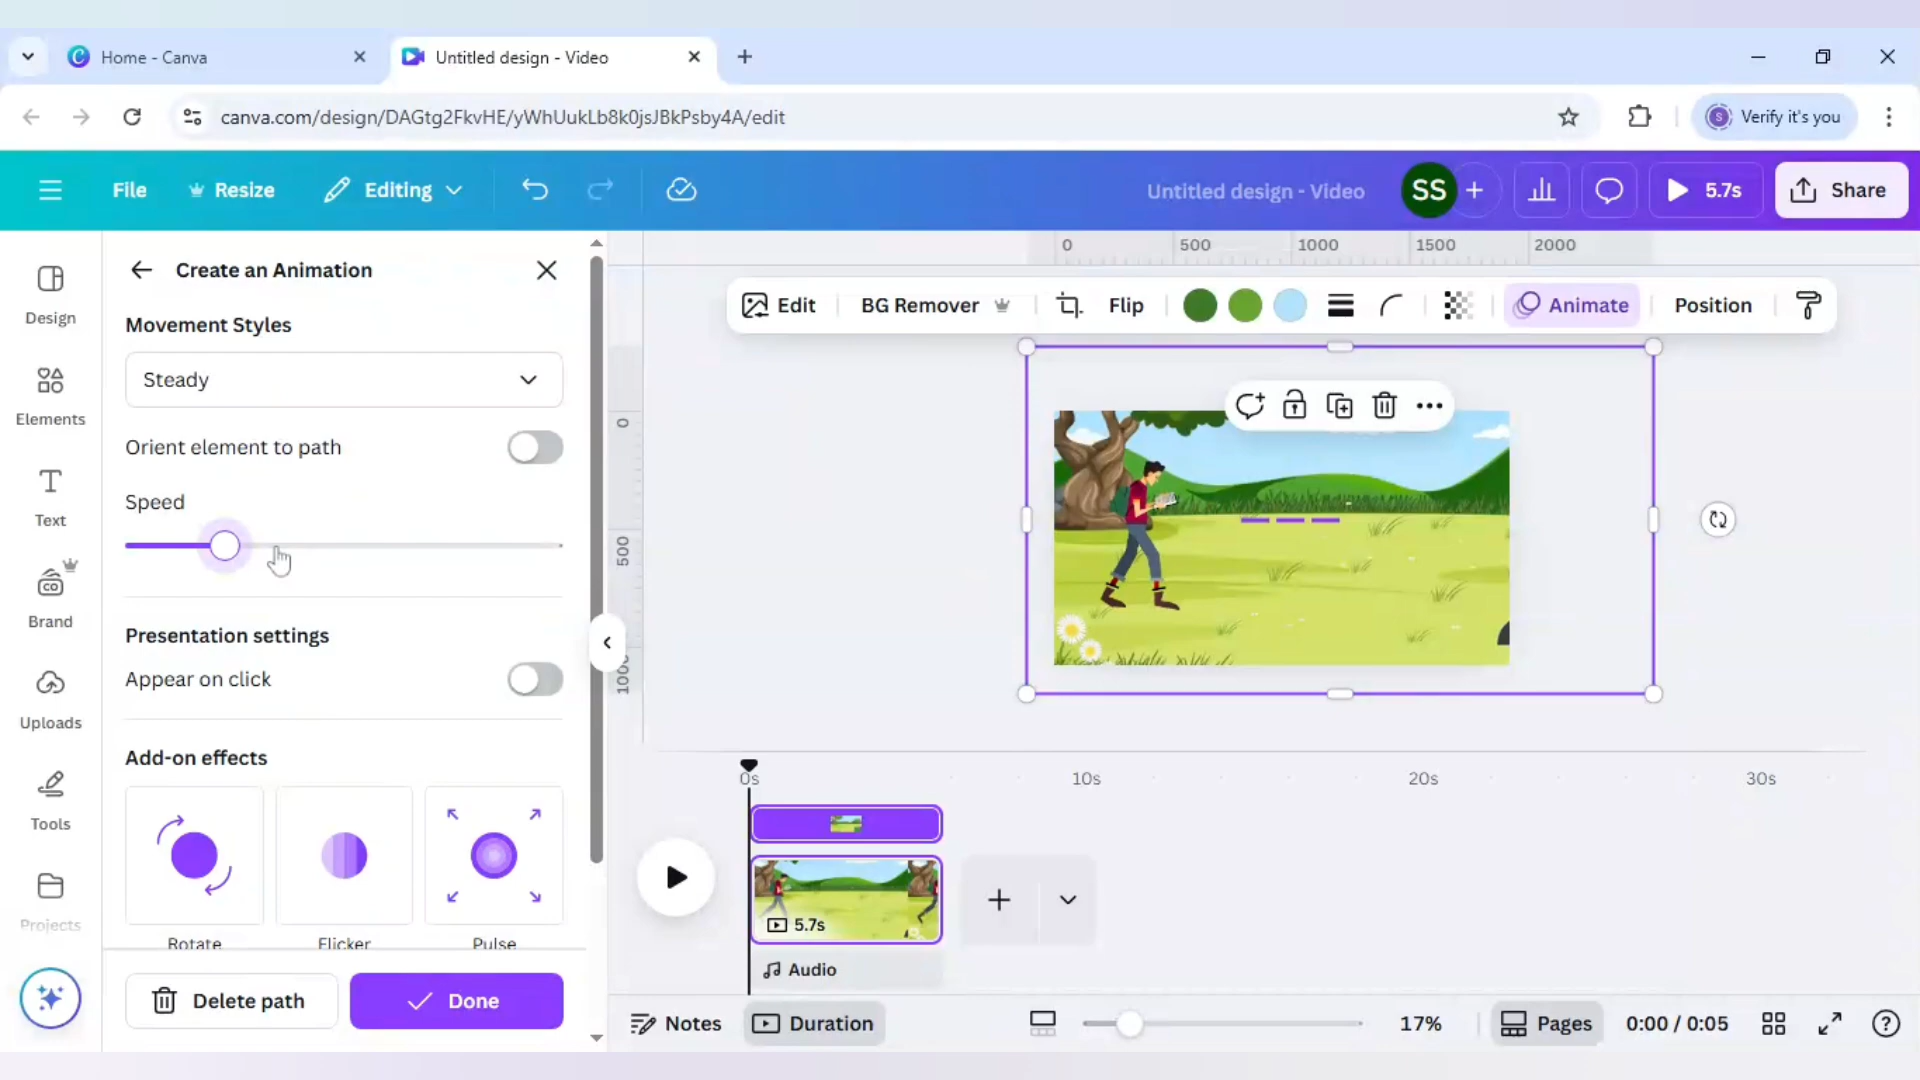 Home - Canva
Untitled design - Video
canva.com/design/DAGtg2FkvHE/yWhUukLb8k0jsJBkPsby4A/edit
Verify it's you
File
Resize
Editing
Untitled design - Video
SS
5.7s
Share
Design
Elements
Text
Brand
Uploads
Tools
Projects
Create an Animation
Movement Styles
Steady
Orient element to path
Speed
Presentation settings
Appear on click
Add-on effects
Rotate
Flicker
Pulse
Delete path
Done
0
500
1000
1500
2000
Edit
BG Remover
Flip
Animate
Position
0
500
1000
0s
10s
20s
30s
5.7s
Audio
Notes
Duration
17%
Pages
0:00 / 0:05